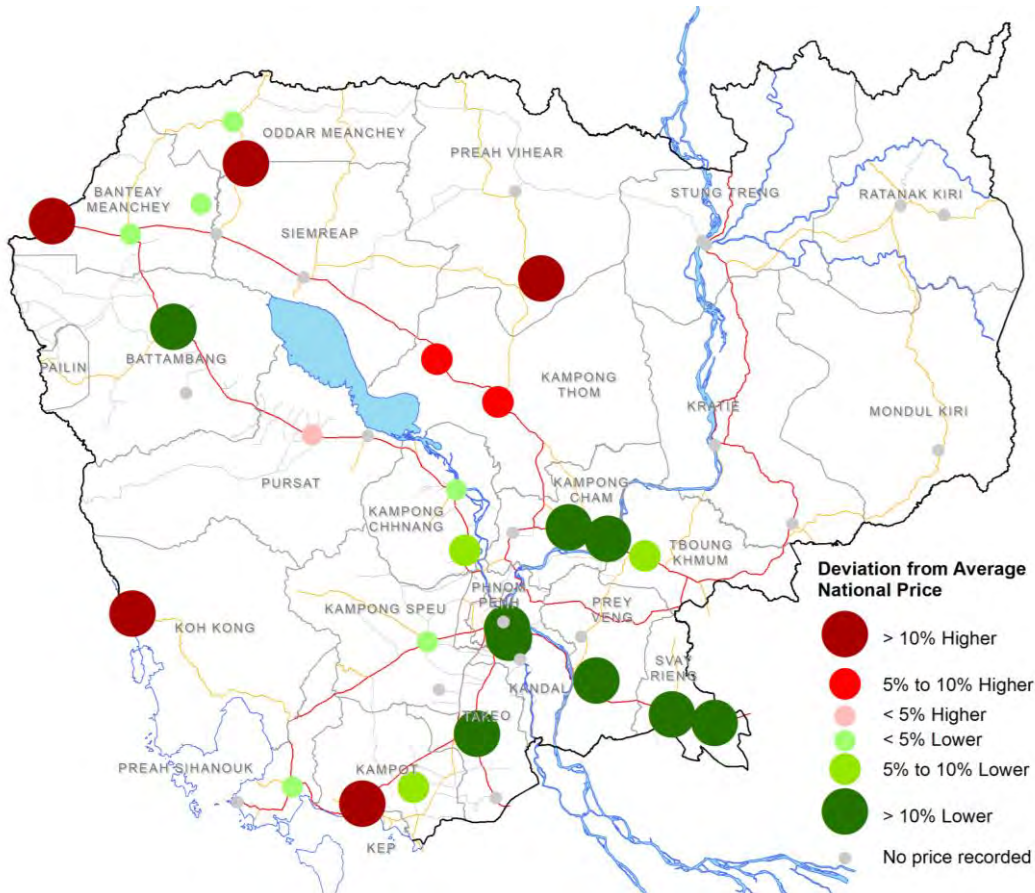 ODDAR MEANCHEY
PREAH VIHEAR
STUNG TRENG
RATANAK KIRI
BANTEAY
MEANCHEY
SIEMREAP
PAILIN
BATTAMBANG
KAMPONG
THOM
KRATIE
MONDUL KIRI
PURSAT
KAMPONG
CHHNANG
KAMPONG
CHAM
TBOUNG
KHMUM
PHNOM
PENH
KAMPONG SPEU
PREY
VENG
KOH KONG
SVAY
RIENG
KANDAL
TAKEO
PREAH SIHANOUK
KAMPOT
KEP
Deviation from Average
National Price
> 10% Higher
5% to 10% Higher
< 5% Higher
< 5% Lower
5% to 10% Lower
> 10% Lower
No price recorded